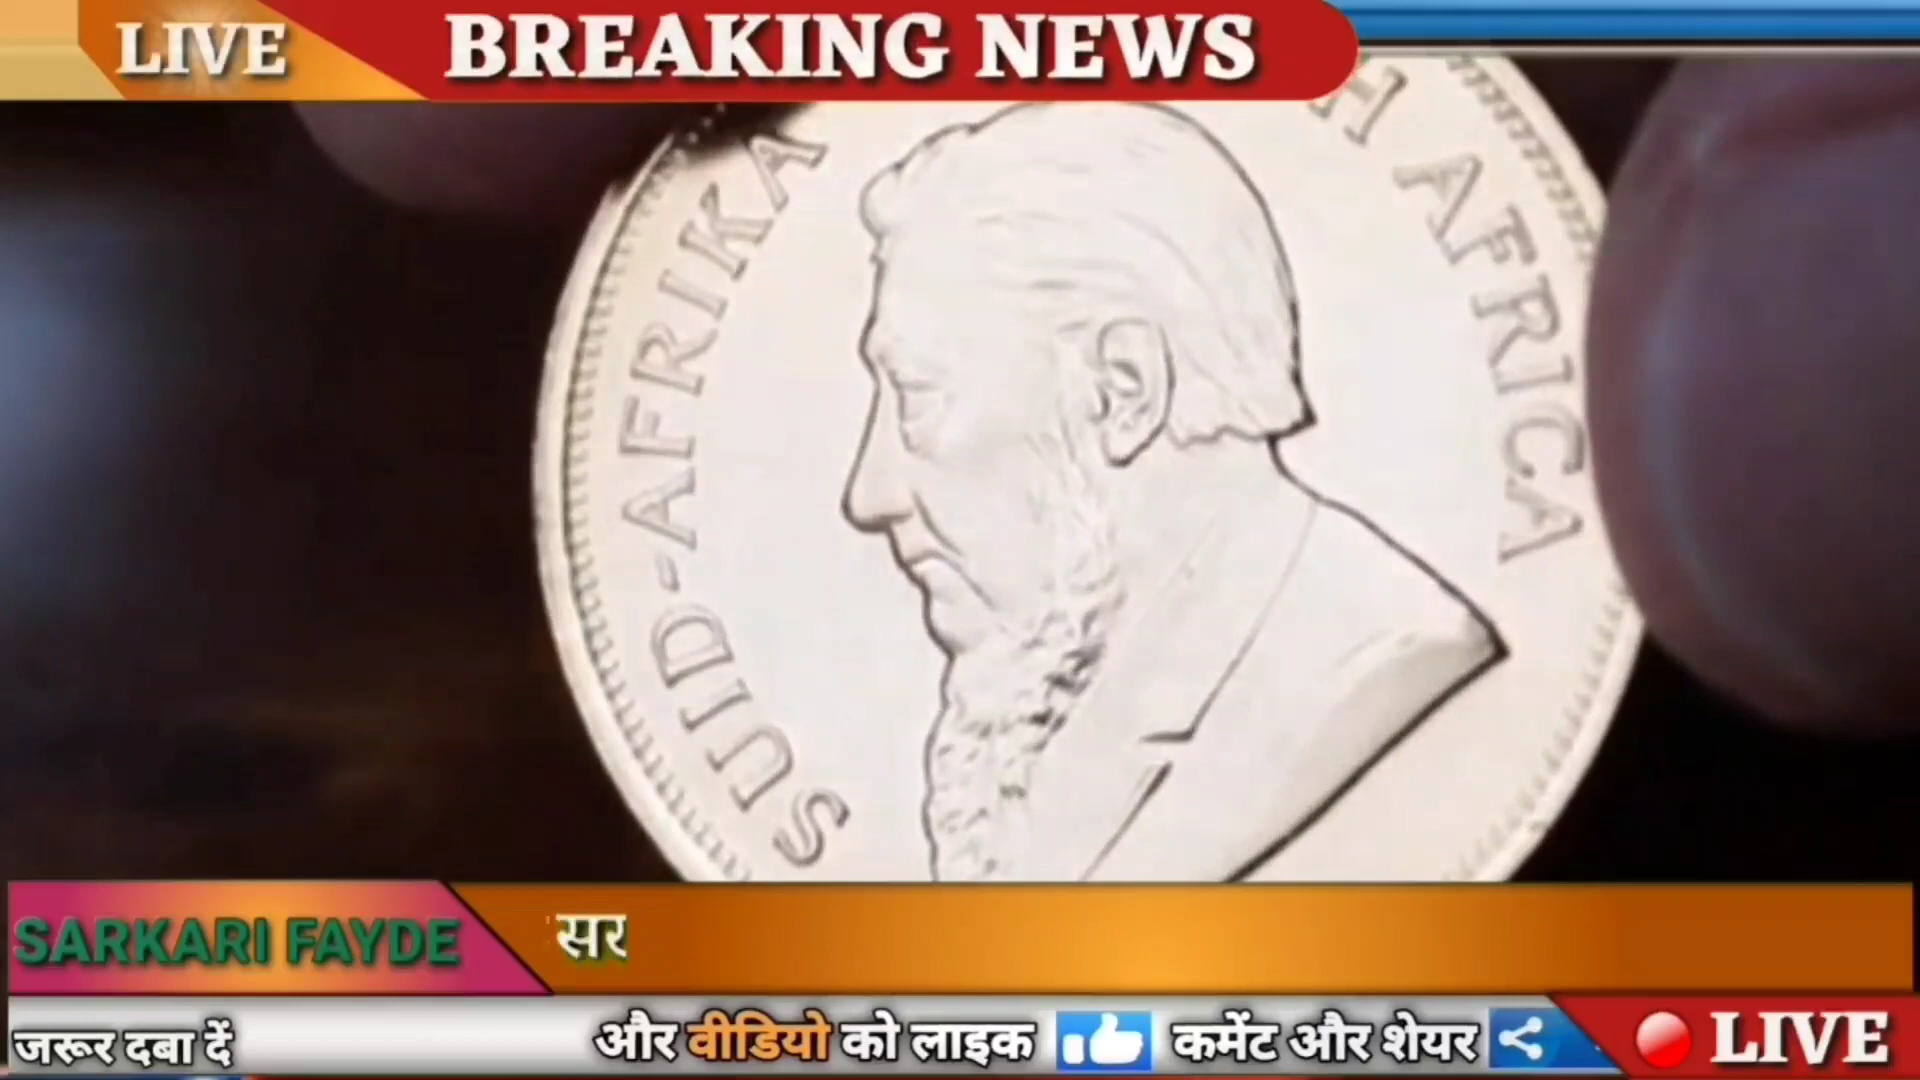 LIVE BREAKING NEWS
SUID-AFRIKA
AFRICA
SARKARI FAYDE
सर
जरूर दबा दें और वीडियो को लाइक कमेंट और शेयर LIVE